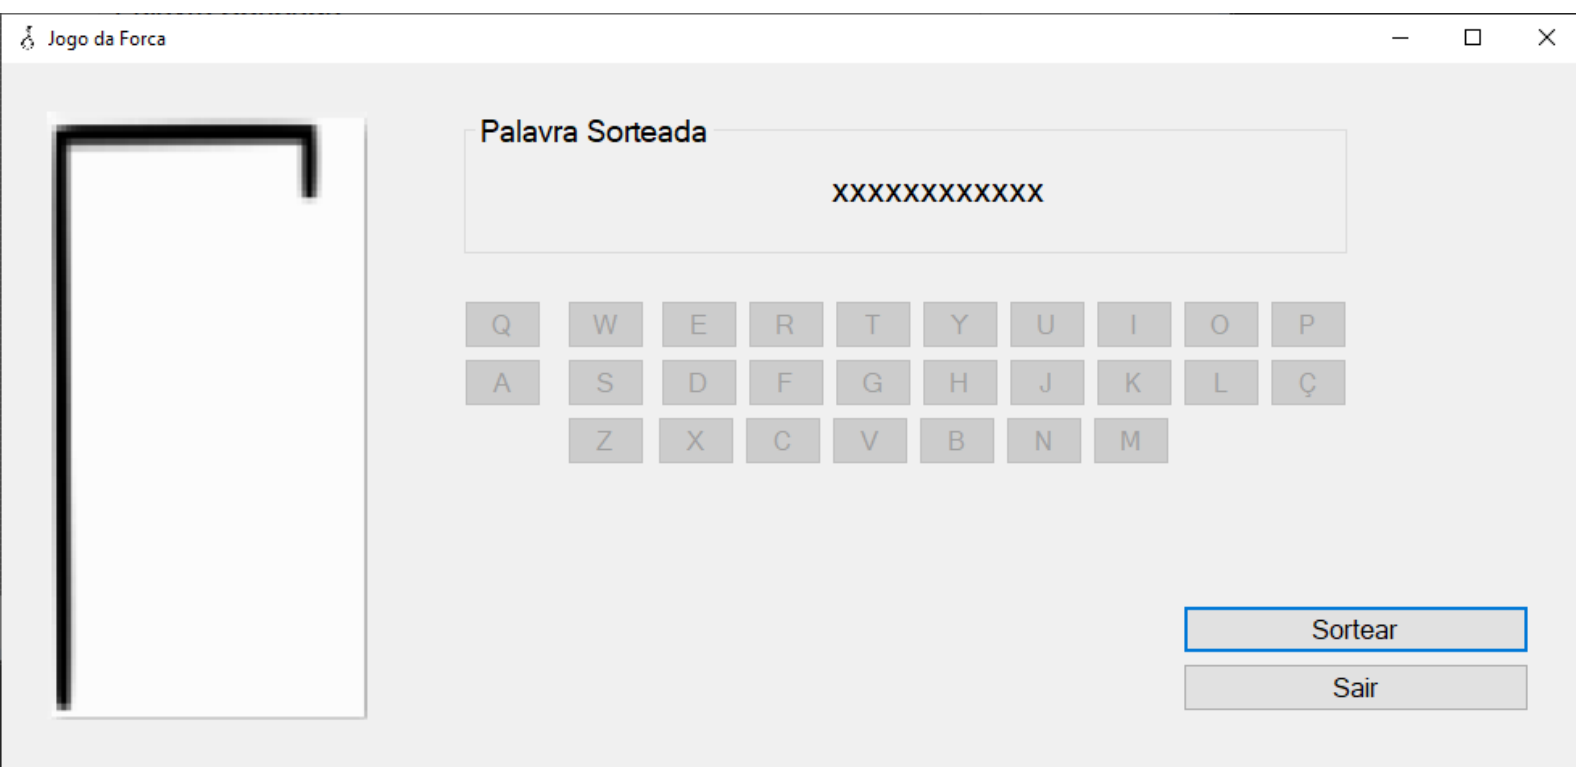 Jogo da Forca
Palavra Sorteada
xxxxxxxxxxxx
Q W E R T Y U I O P
A S D F G H J K L Ç
Z X C V B N M
Sortear
Sair